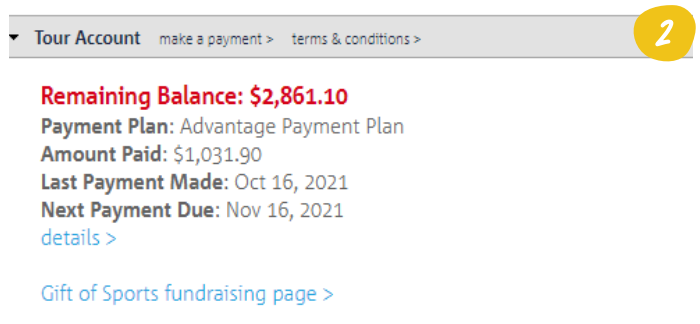 Tour Account make a payment > terms & conditions >
2
Remaining Balance: $2,861.10
Payment Plan: Advantage Payment Plan
Amount Paid: $1,031.90
Last Payment Made: Oct 16, 2021
Next Payment Due: Nov 16, 2021
details >
Gift of Sports fundraising page >